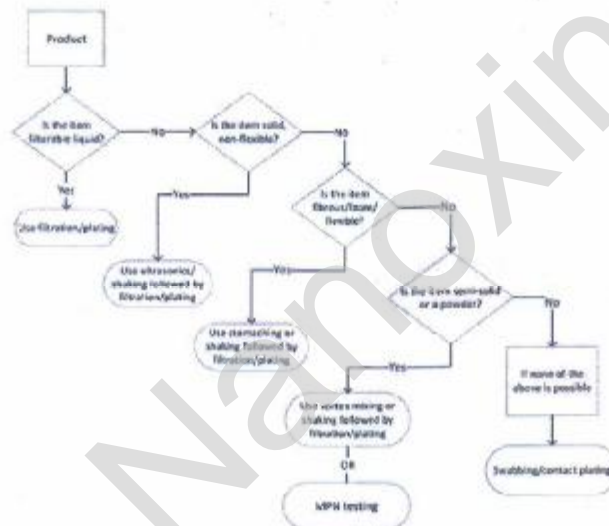 Product
Is the item
filterable liquid?
No
Is the item solid,
non-flexible?
No
Yes
Use filtration/plating
Yes
Is the item
fibrous/foam/
flexible?
No
Use ultrasonics/
shaking followed by
filtration/plating
Yes
Is the item semi-solid
or a powder?
No
Use stomaching or
shaking followed by
filtration/plating
Yes
If none of the
above is possible
Use vortex mixing or
shaking followed by
filtration/plating
OR
Swabbing/contact plating
MPN testing
Nanoxin